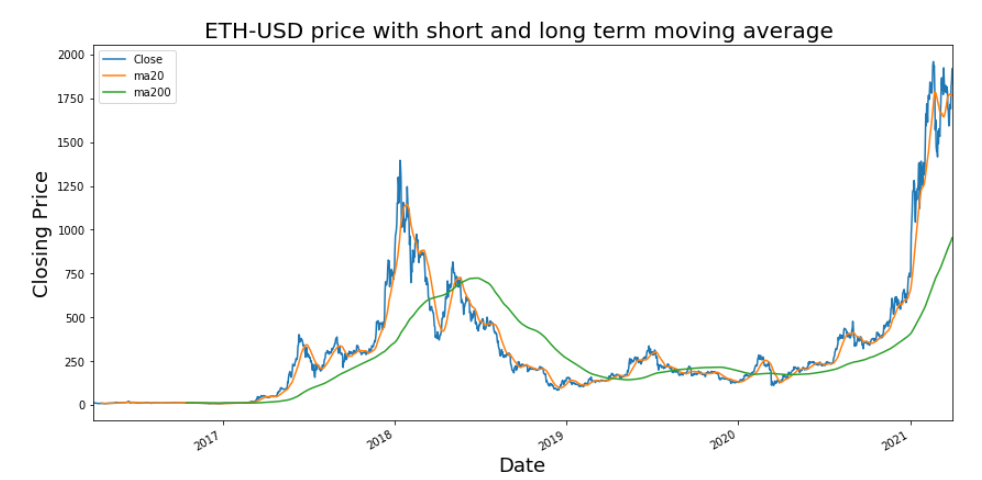 ETH-USD price with short and long term moving average
Close
ma20
ma200
2000
1750
1500
1250
1000
750
500
250
0
Closing Price
2017
2018
2019
2020
2021
Date